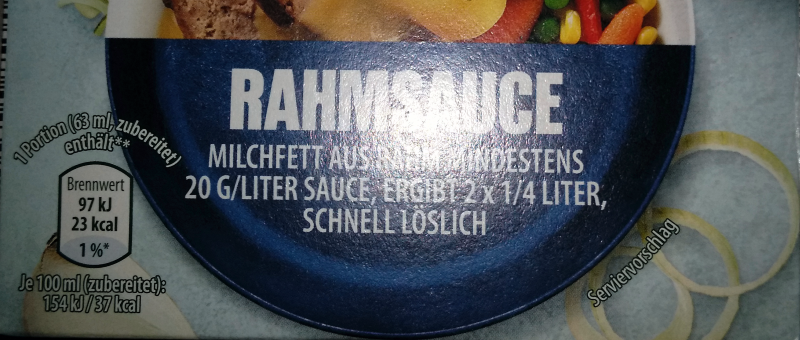 RAHMSAUCE
MILCHFETT AUS RAHM MINDESTENS
20 G/LITER SAUCE, ERGIBT 2 x 1/4 LITER,
SCHNELL LÖSLICH
1 Portion (63 ml, zubereitet)
enthält**
Brennwert
97 kJ
23 kcal
1 %*
Je 100 ml (zubereitet):
154 kJ / 37 kcal
Serviervorschlag